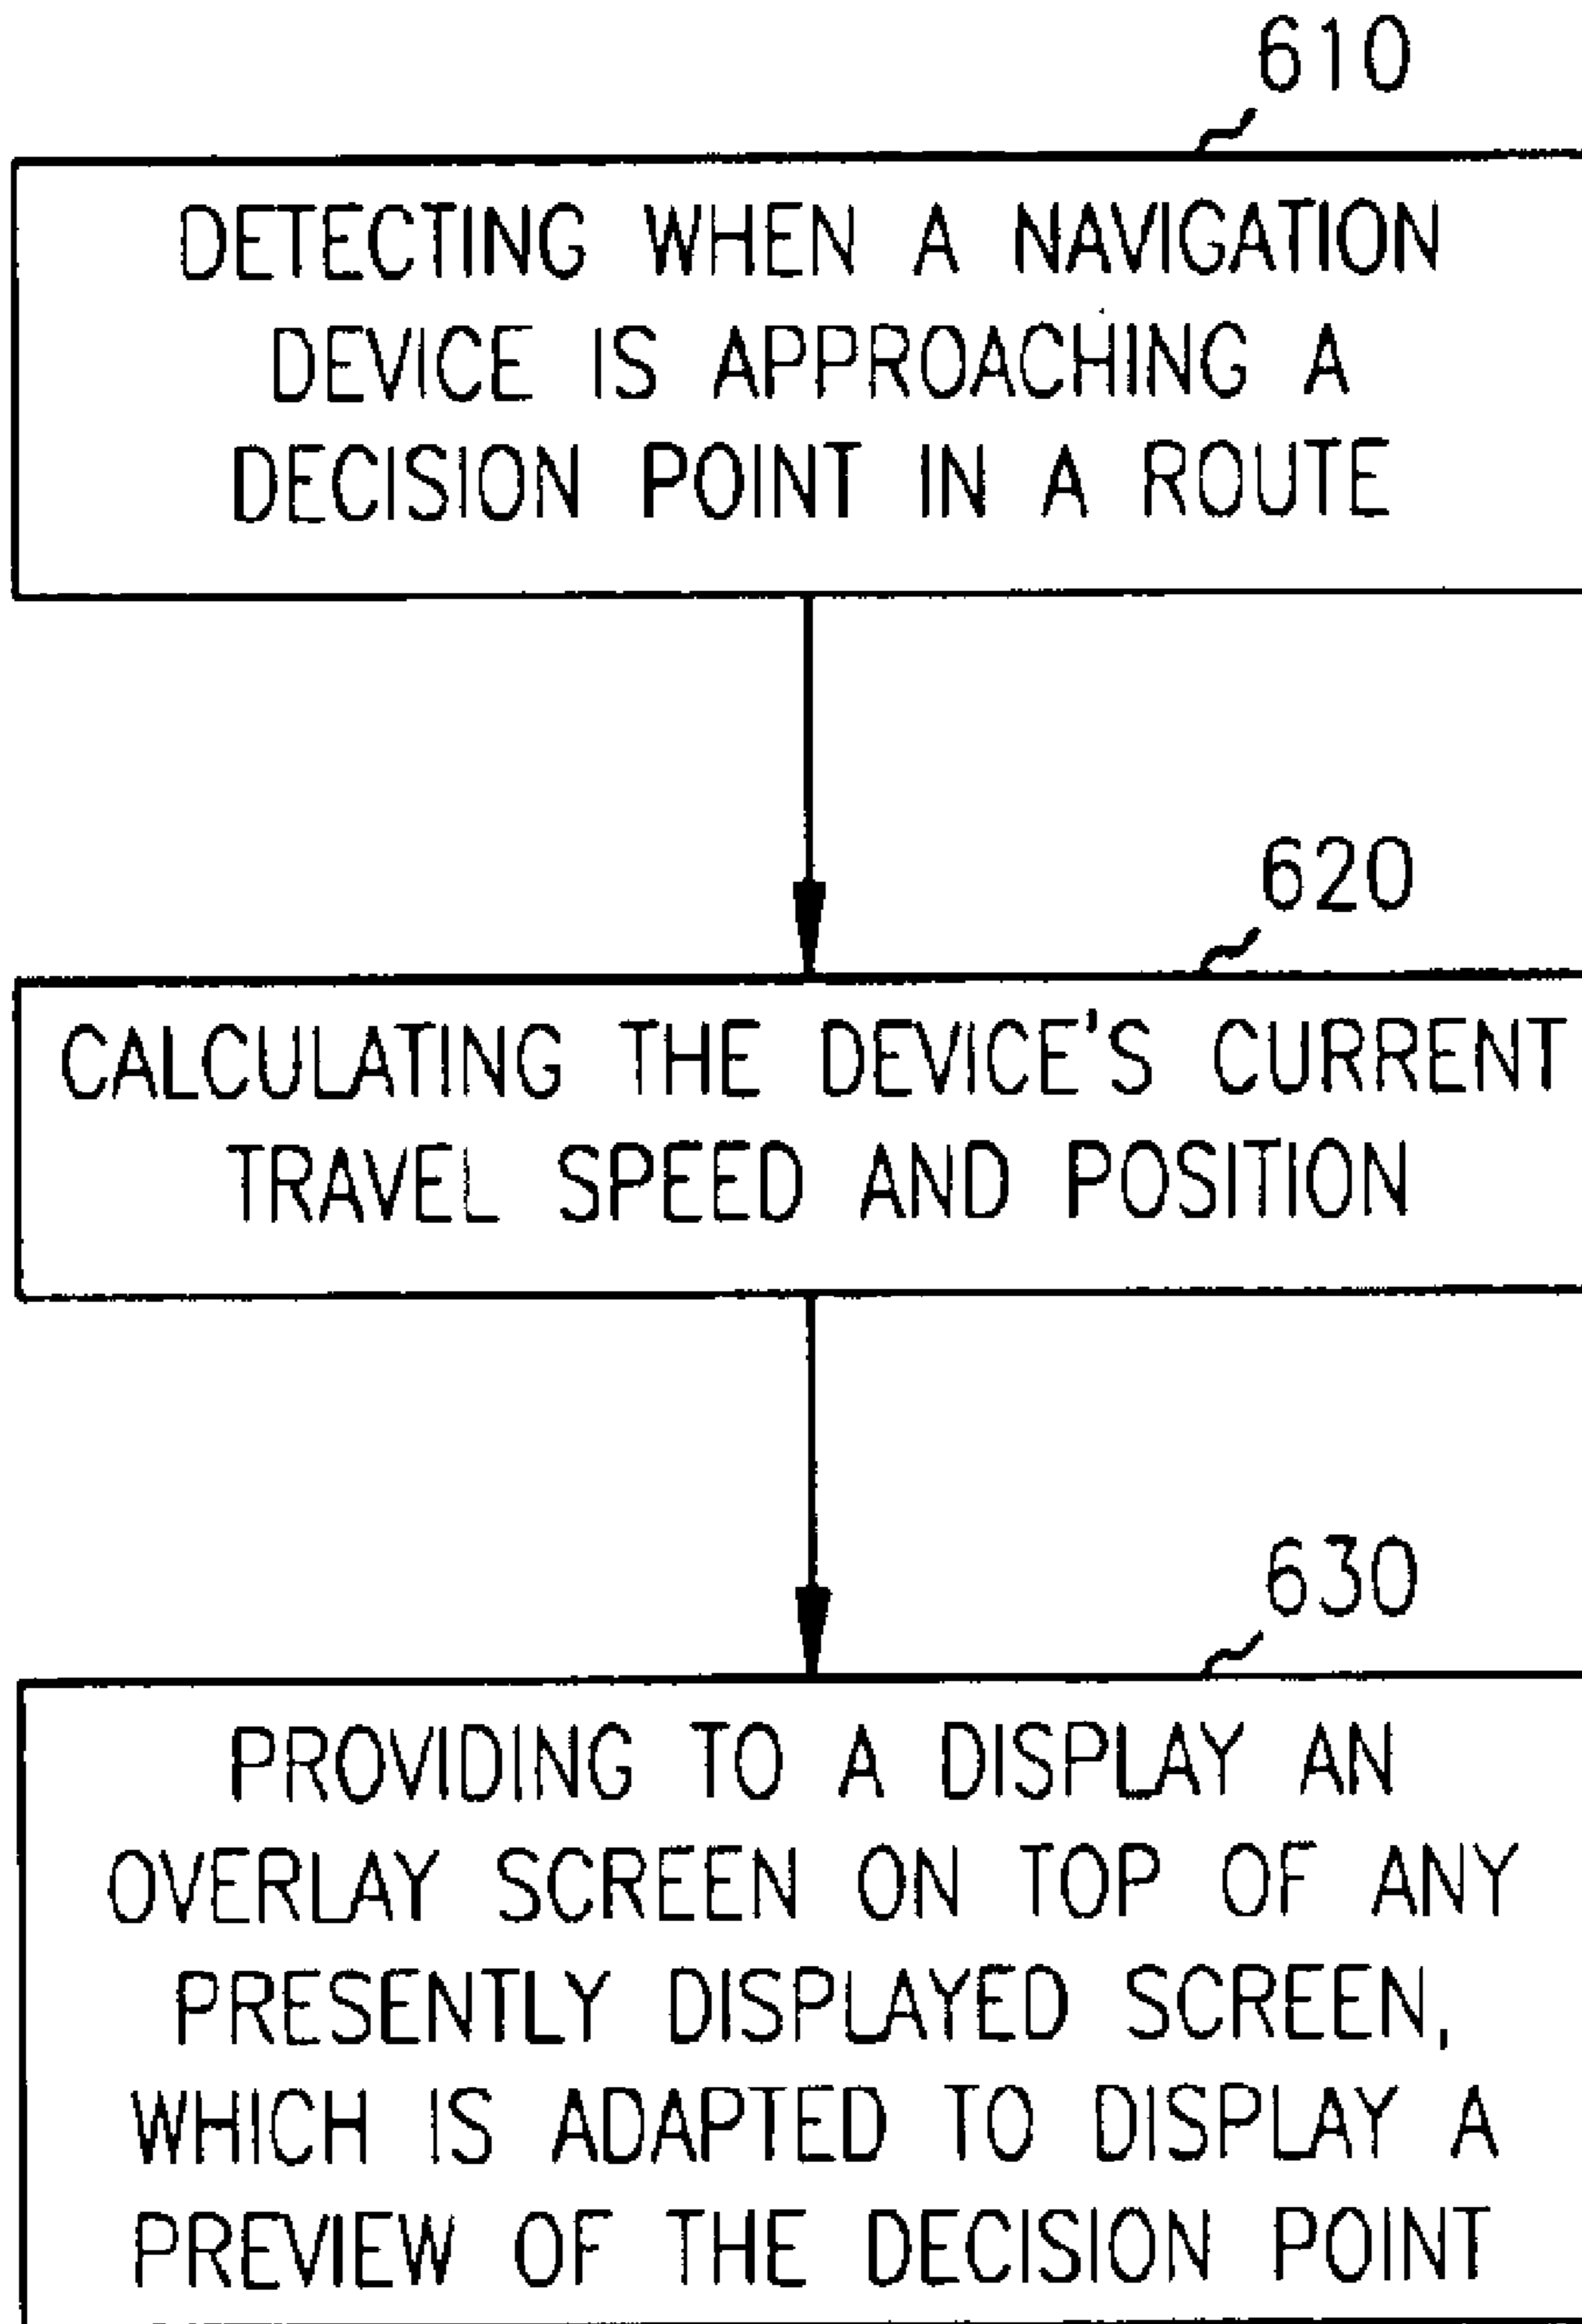 610
DETECTING WHEN A NAVIGATION
DEVICE IS APPROACHING A
DECISION POINT IN A ROUTE
620
CALCULATING THE DEVICE'S CURRENT
TRAVEL SPEED AND POSITION
630
PROVIDING TO A DISPLAY AN
OVERLAY SCREEN ON TOP OF ANY
PRESENTLY DISPLAYED SCREEN,
WHICH IS ADAPTED TO DISPLAY A
PREVIEW OF THE DECISION POINT